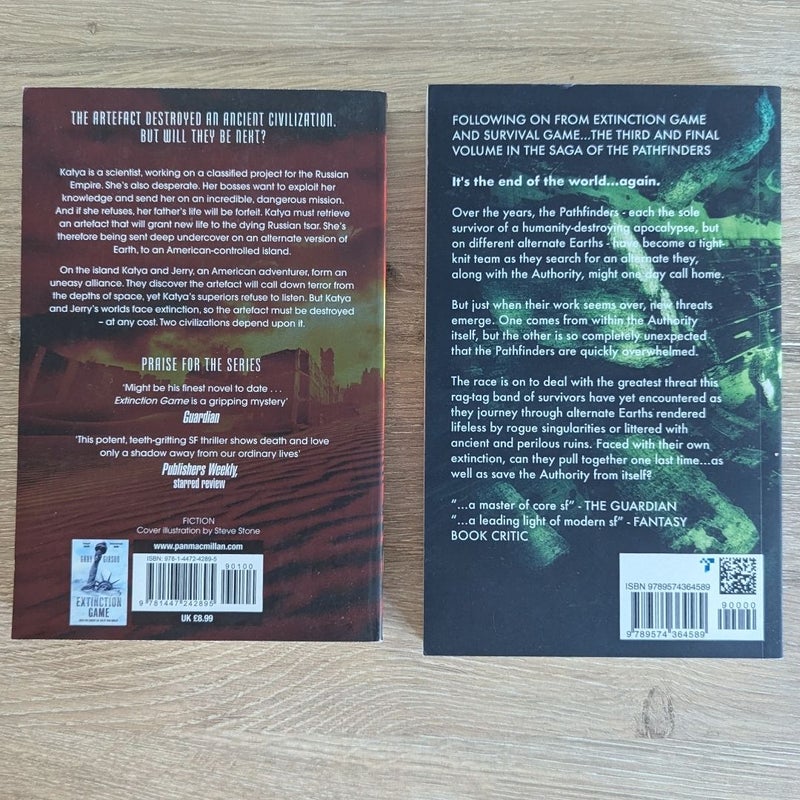 THE ARTEFACT DESTROYED AN ANCIENT CIVILIZATION.
BUT WILL THEY BE NEXT?
Katya is a scientist, working on a classified project for the Russian
Empire. She's also desperate. Her bosses want to exploit her
knowledge and send her on an incredible, dangerous mission.
And if she refuses, her father's life will be forfeit. Katya must retrieve
an artefact that will grant new life to the dying Russian tsar. She's
therefore being sent deep undercover on an alternate version of
Earth, to an American-controlled island.
On the island Katya and Jerry, an American adventurer, form an
uneasy alliance. They discover the artefact will call down terror from
the depths of space, yet Katya's superiors refuse to listen. But Katya
and Jerry's worlds face extinction, so the artefact must be destroyed
– at any cost. Two civilizations depend upon it.
PRAISE FOR THE SERIES
'Might be his finest novel to date . . .
Extinction Game is a gripping mystery'
Guardian
'This potent, teeth-gritting SF thriller shows death and love
only a shadow away from our ordinary lives'
Publishers Weekly,
starred review
FICTION
Cover illustration by Steve Stone
www.panmacmillan.com
ISBN: 978-1-4472-4289-5
90100
9 781447 242895
UK £8.99
GARY GIBSON
EXTINCTION
GAME
FOLLOWING ON FROM EXTINCTION GAME
AND SURVIVAL GAME...THE THIRD AND FINAL
VOLUME IN THE SAGA OF THE PATHFINDERS
It's the end of the world...again.
Over the years, the Pathfinders - each the sole
survivor of a humanity-destroying apocalypse, but
on different alternate Earths - have become a tight-
knit team as they search for an alternate they,
along with the Authority, might one day call home.
But just when their work seems over, new threats
emerge. One comes from within the Authority
itself, but the other is so completely unexpected
that the Pathfinders are quickly overwhelmed.
The race is on to deal with the greatest threat this
rag-tag band of survivors have yet encountered as
they journey through alternate Earths rendered
lifeless by rogue singularities or littered with
ancient and perilous ruins. Faced with their own
extinction, can they pull together one last time...as
well as save the Authority from itself?
"...a master of core sf" - THE GUARDIAN
"...a leading light of modern sf" - FANTASY
BOOK CRITIC
ISBN 9789574364589
90000
9 789574 364589